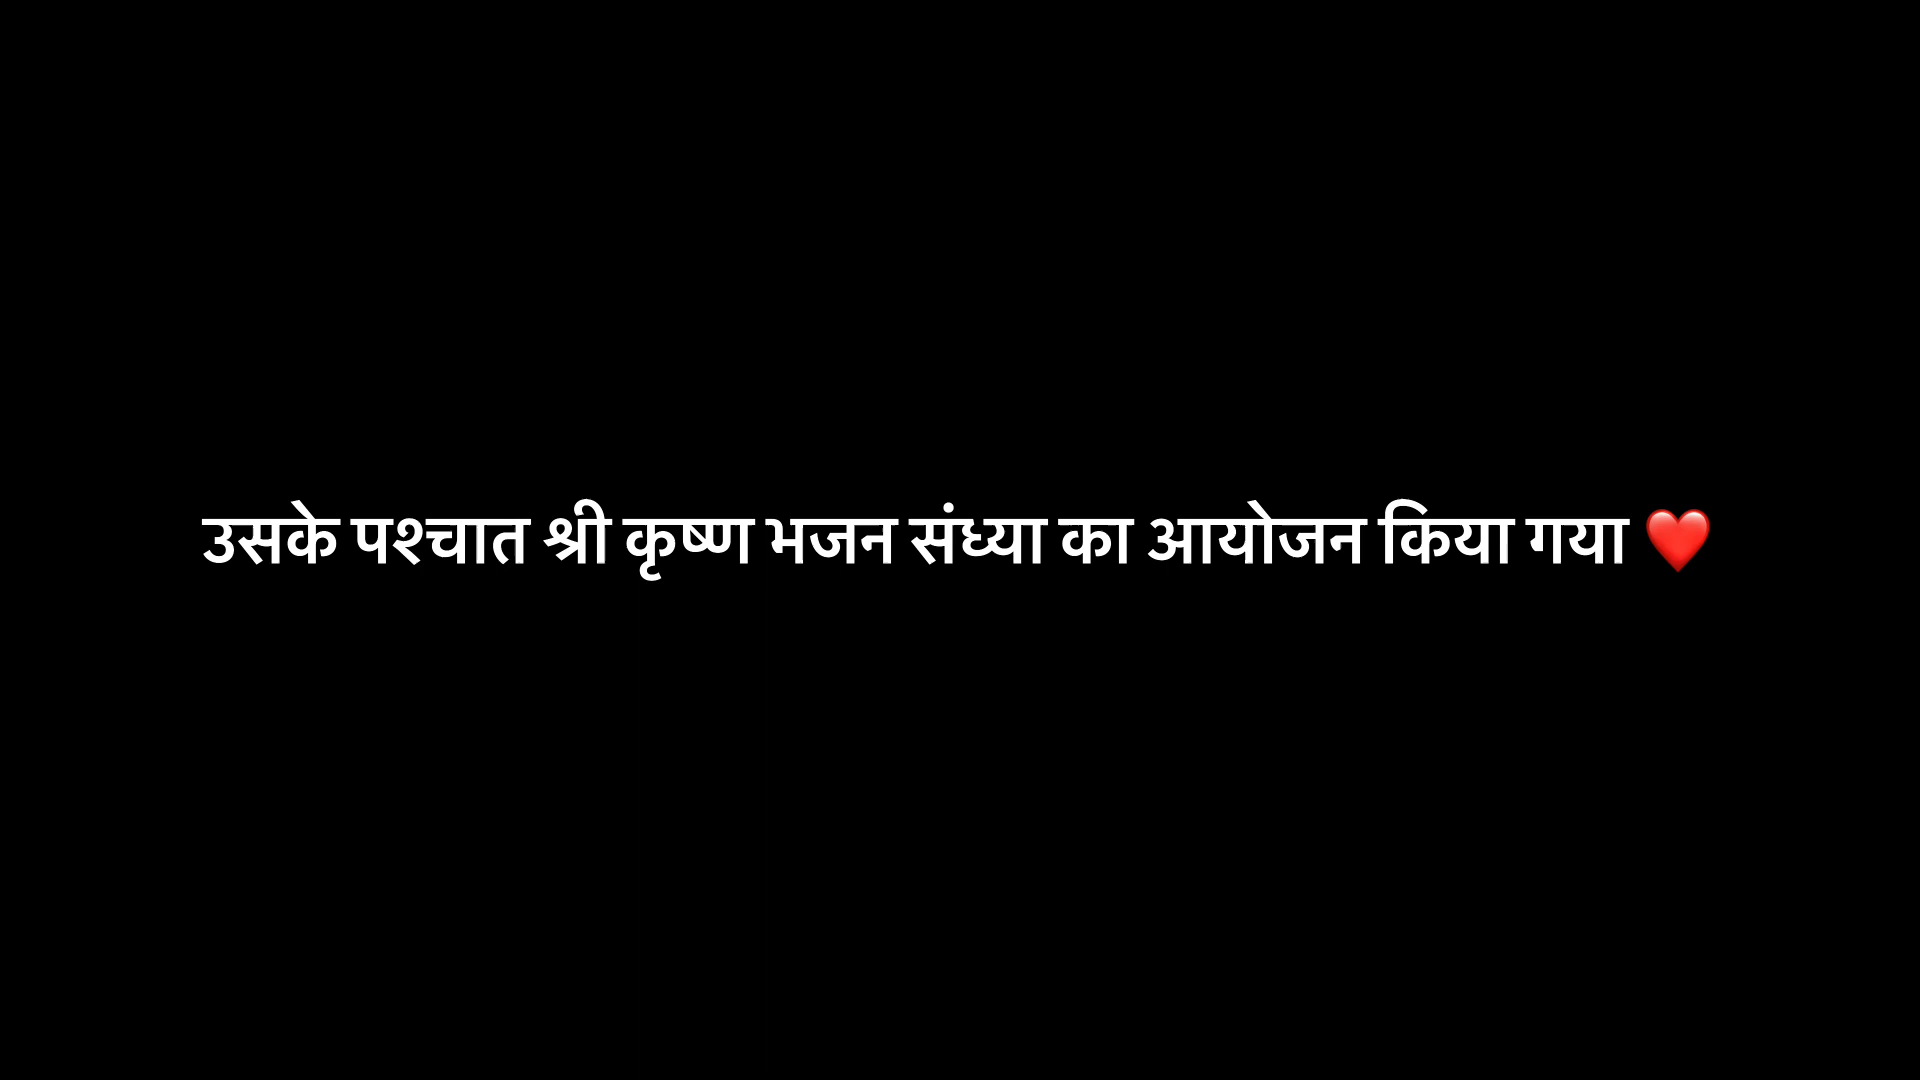 उसके पश्चात श्री कृष्ण भजन संध्या का आयोजन किया गया ❤️